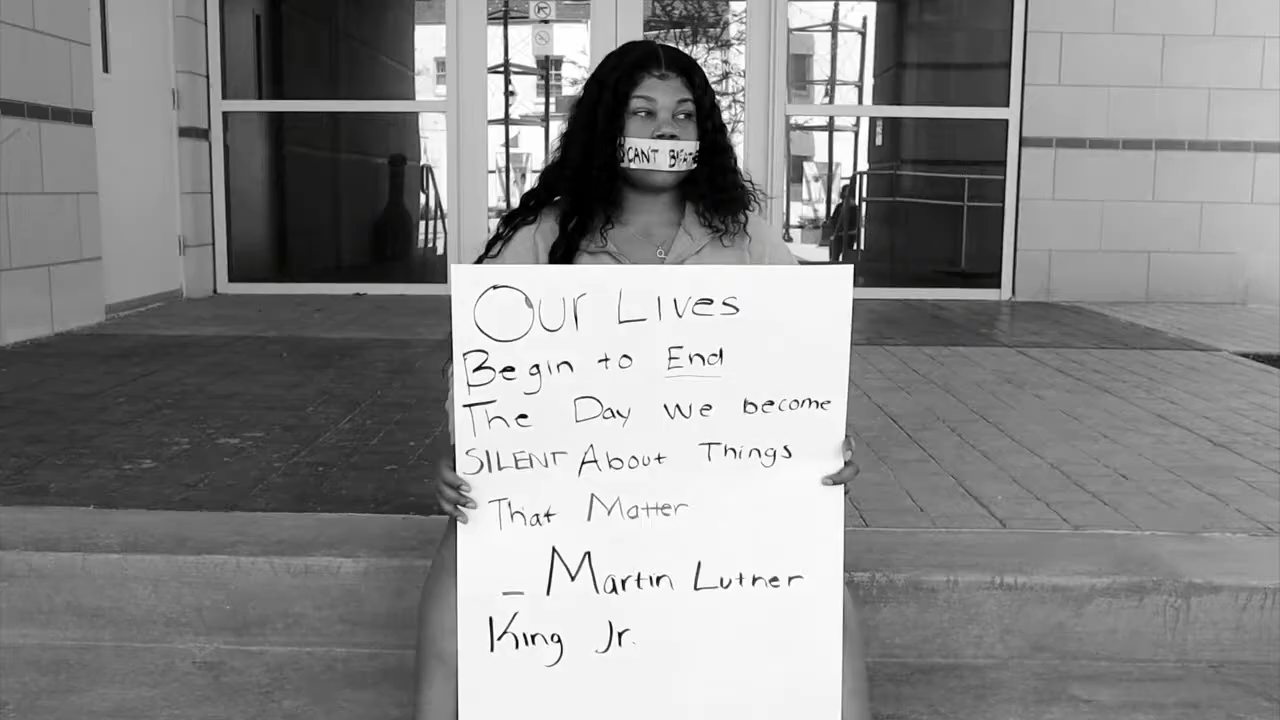 CANT BREATHE
Our Lives
Begin to End
The Day we become
SILENT About Things
That Matter
_ Martin Luther
King Jr.